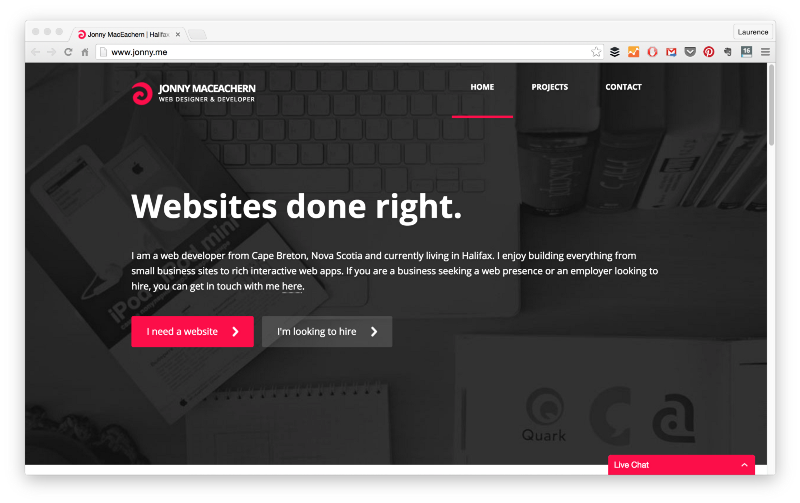 Jonny MacEachern | Halifax
Laurence
www.jonny.me
16
JONNY MACEACHERN
WEB DESIGNER & DEVELOPER
HOME
PROJECTS
CONTACT
Websites done right.
I am a web developer from Cape Breton, Nova Scotia and currently living in Halifax. I enjoy building everything from
small business sites to rich interactive web apps. If you are a business seeking a web presence or an employer looking to
hire, you can get in touch with me here.
iPod mini
I need a website
I'm looking to hire
Quark
Live Chat